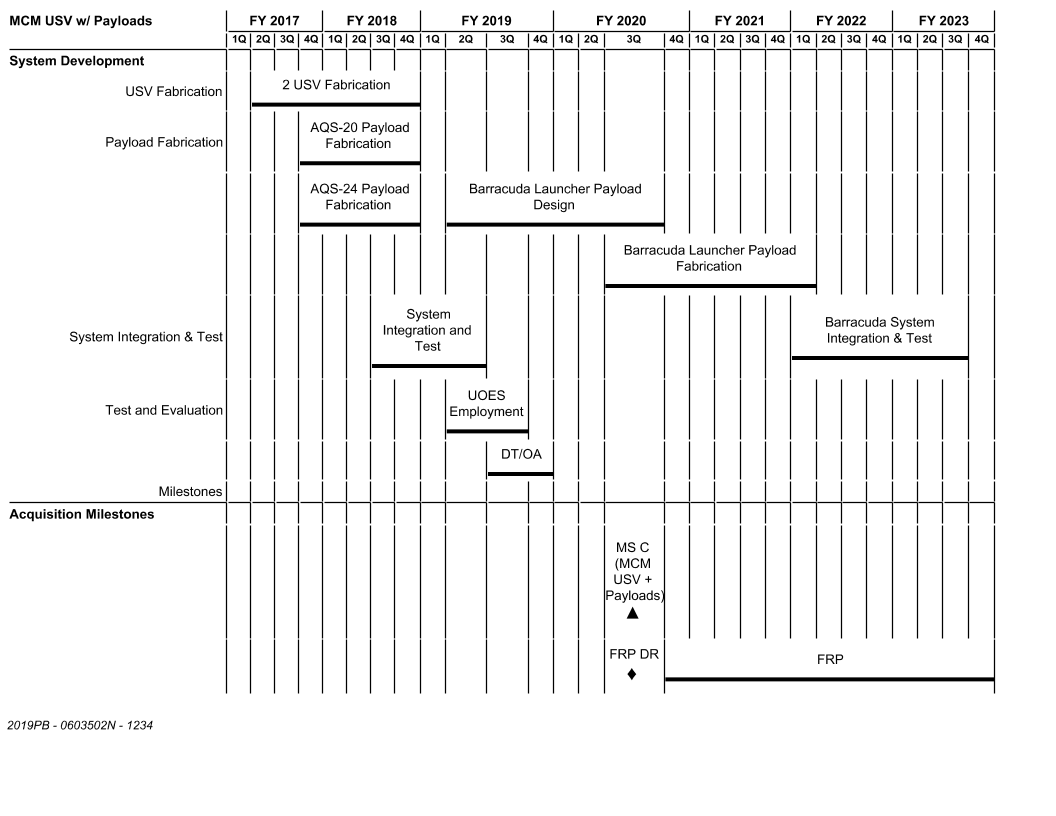 MCM USV w/ Payloads FY 2017 FY 2018 FY 2019 FY 2020 FY 2021 FY 2022 FY 2023
1Q 2Q 3Q 4Q 1Q 2Q 3Q 4Q 1Q 2Q 3Q 4Q 1Q 2Q 3Q 4Q 1Q 2Q 3Q 4Q 1Q 2Q 3Q 4Q 1Q 2Q 3Q 4Q
System Development
USV Fabrication
2 USV Fabrication
Payload Fabrication
AQS-20 Payload
Fabrication
AQS-24 Payload
Fabrication
Barracuda Launcher Payload
Design
Barracuda Launcher Payload
Fabrication
System Integration & Test
System
Integration and
Test
Barracuda System
Integration & Test
Test and Evaluation
UOES
Employment
DT/OA
Milestones
Acquisition Milestones
MS C
(MCM
USV +
Payloads)
FRP DR
FRP
2019PB - 0603502N - 1234